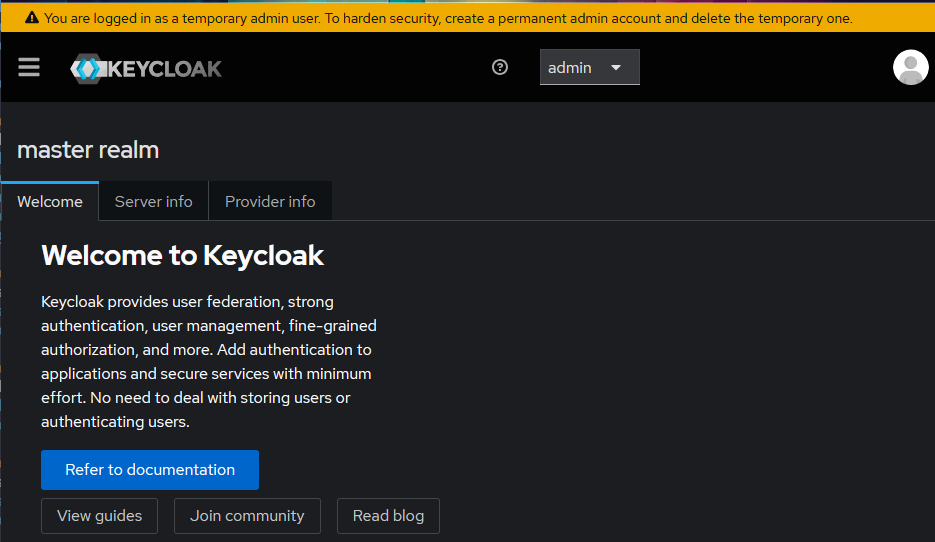 You are logged in as a temporary admin user. To harden security, create a permanent admin account and delete the temporary one.
KEYCLOAK
admin
master realm
Welcome
Server info
Provider info
Welcome to Keycloak
Keycloak provides user federation, strong
authentication, user management, fine-grained
authorization, and more. Add authentication to
applications and secure services with minimum
effort. No need to deal with storing users or
authenticating users.
Refer to documentation
View guides
Join community
Read blog